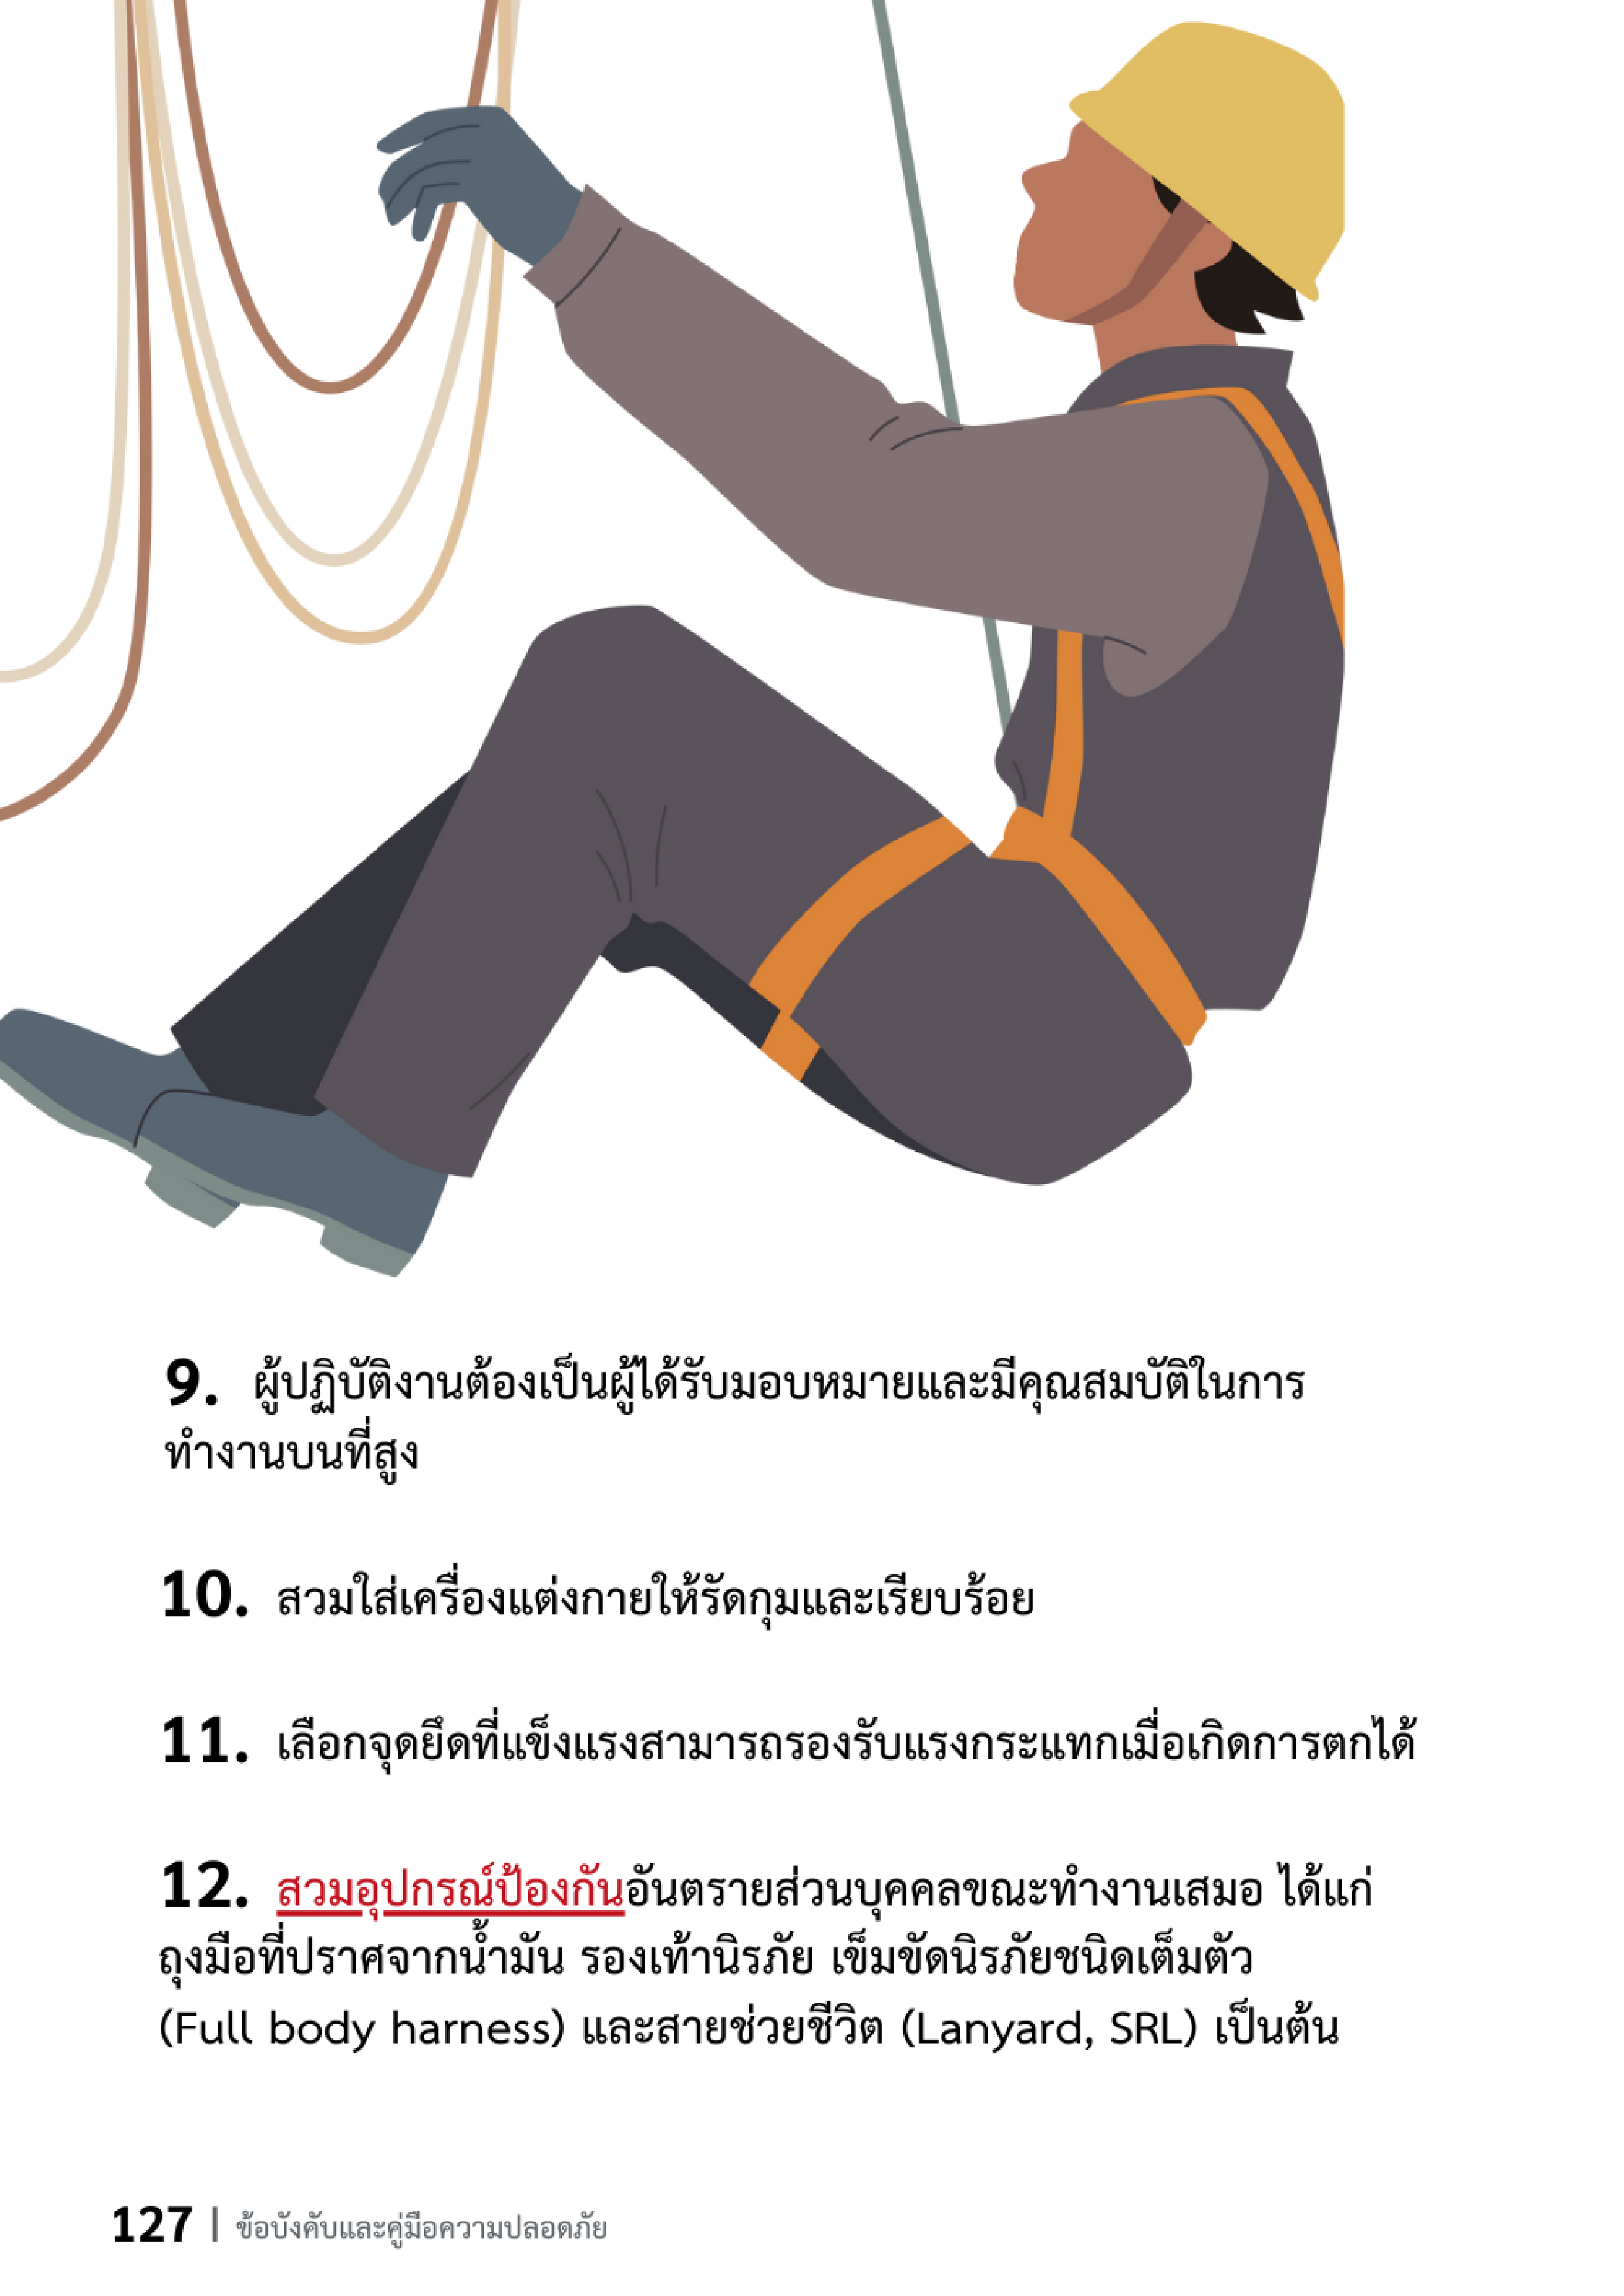 9. ผู้ปฏิบัติงานต้องเป็นผู้ได้รับมอบหมายและมีคุณสมบัติในการ
ทำงานบนที่สูง
10. สวมใส่เครื่องแต่งกายให้รัดกุมและเรียบร้อย
11. เลือกจุดยึดที่แข็งแรงสามารถรองรับแรงกระแทกเมื่อเกิดการตกได้
12. สวมอุปกรณ์ป้องกันอันตรายส่วนบุคคลขณะทำงานเสมอ ได้แก่
ถุงมือที่ปราศจากน้ำมัน รองเท้านิรภัย เข็มขัดนิรภัยชนิดเต็มตัว
(Full body harness) และสายช่วยชีวิต (Lanyard, SRL) เป็นต้น
127 | ข้อบังคับและคู่มือความปลอดภัย